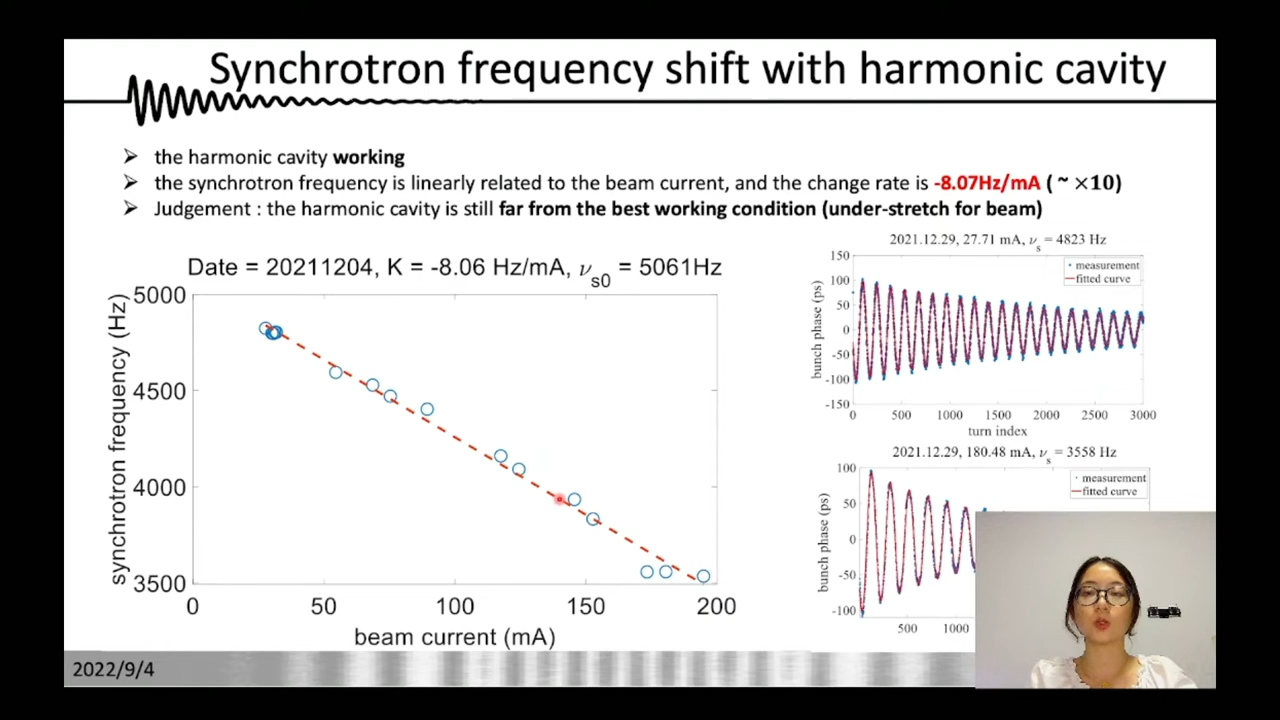 Synchrotron frequency shift with harmonic cavity
➢ the harmonic cavity working
➢ the synchrotron frequency is linearly related to the beam current, and the change rate is -8.07Hz/mA ( ~ ×10)
➢ Judgement : the harmonic cavity is still far from the best working condition (under-stretch for beam)
Date = 20211204, K = -8.06 Hz/mA, νs0 = 5061Hz
synchrotron frequency (Hz)
5000
4500
4000
3500
0 50 100 150 200
beam current (mA)
2021.12.29, 27.71 mA, νs = 4823 Hz
measurement
fitted curve
bunch phase (ps)
150
100
50
0
-50
-100
-150
0 500 1000 1500 2000 2500 3000
turn index
2021.12.29, 180.48 mA, νs = 3558 Hz
measurement
fitted curve
bunch phase (ps)
100
50
0
-50
-100
500 1000
2022/9/4